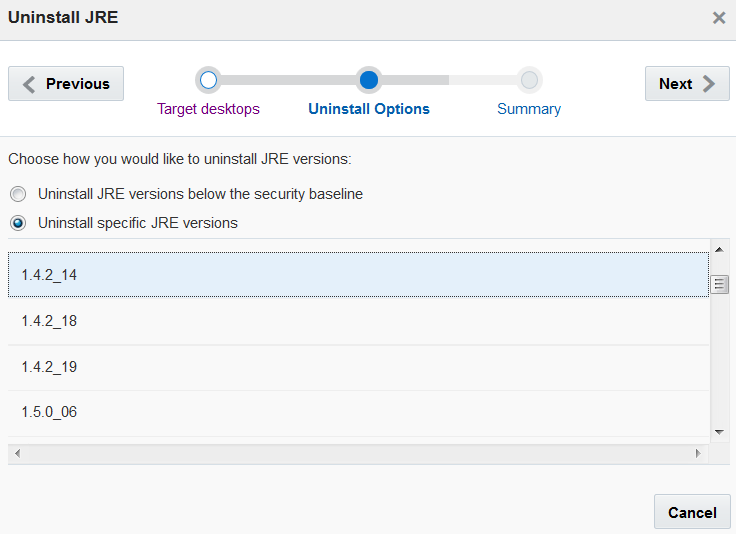 Uninstall JRE
Previous
Next
Target desktops
Uninstall Options
Summary
Choose how you would like to uninstall JRE versions:
Uninstall JRE versions below the security baseline
Uninstall specific JRE versions
1.4.2_14
1.4.2_18
1.4.2_19
1.5.0_06
Cancel